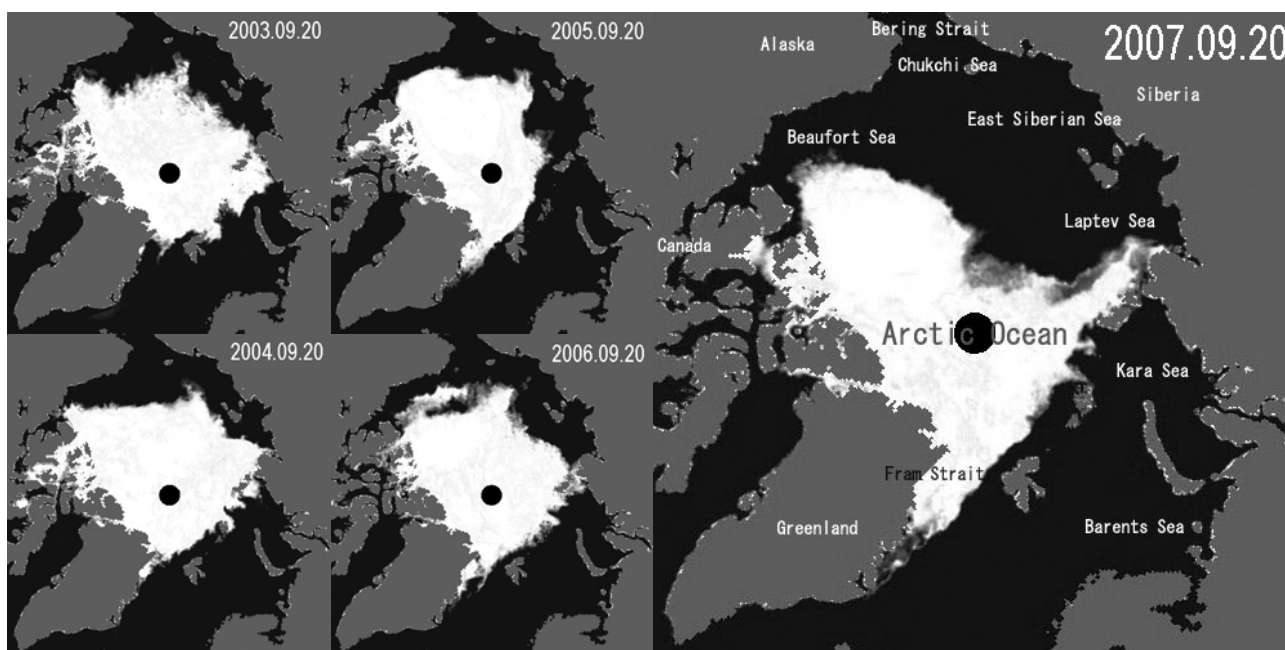 2003.09.20
2005.09.20
2004.09.20
2006.09.20
2007.09.20
Bering Strait
Alaska
Chukchi Sea
Siberia
East Siberian Sea
Beaufort Sea
Laptev Sea
Canada
Arctic Ocean
Kara Sea
Fram Strait
Greenland
Barents Sea